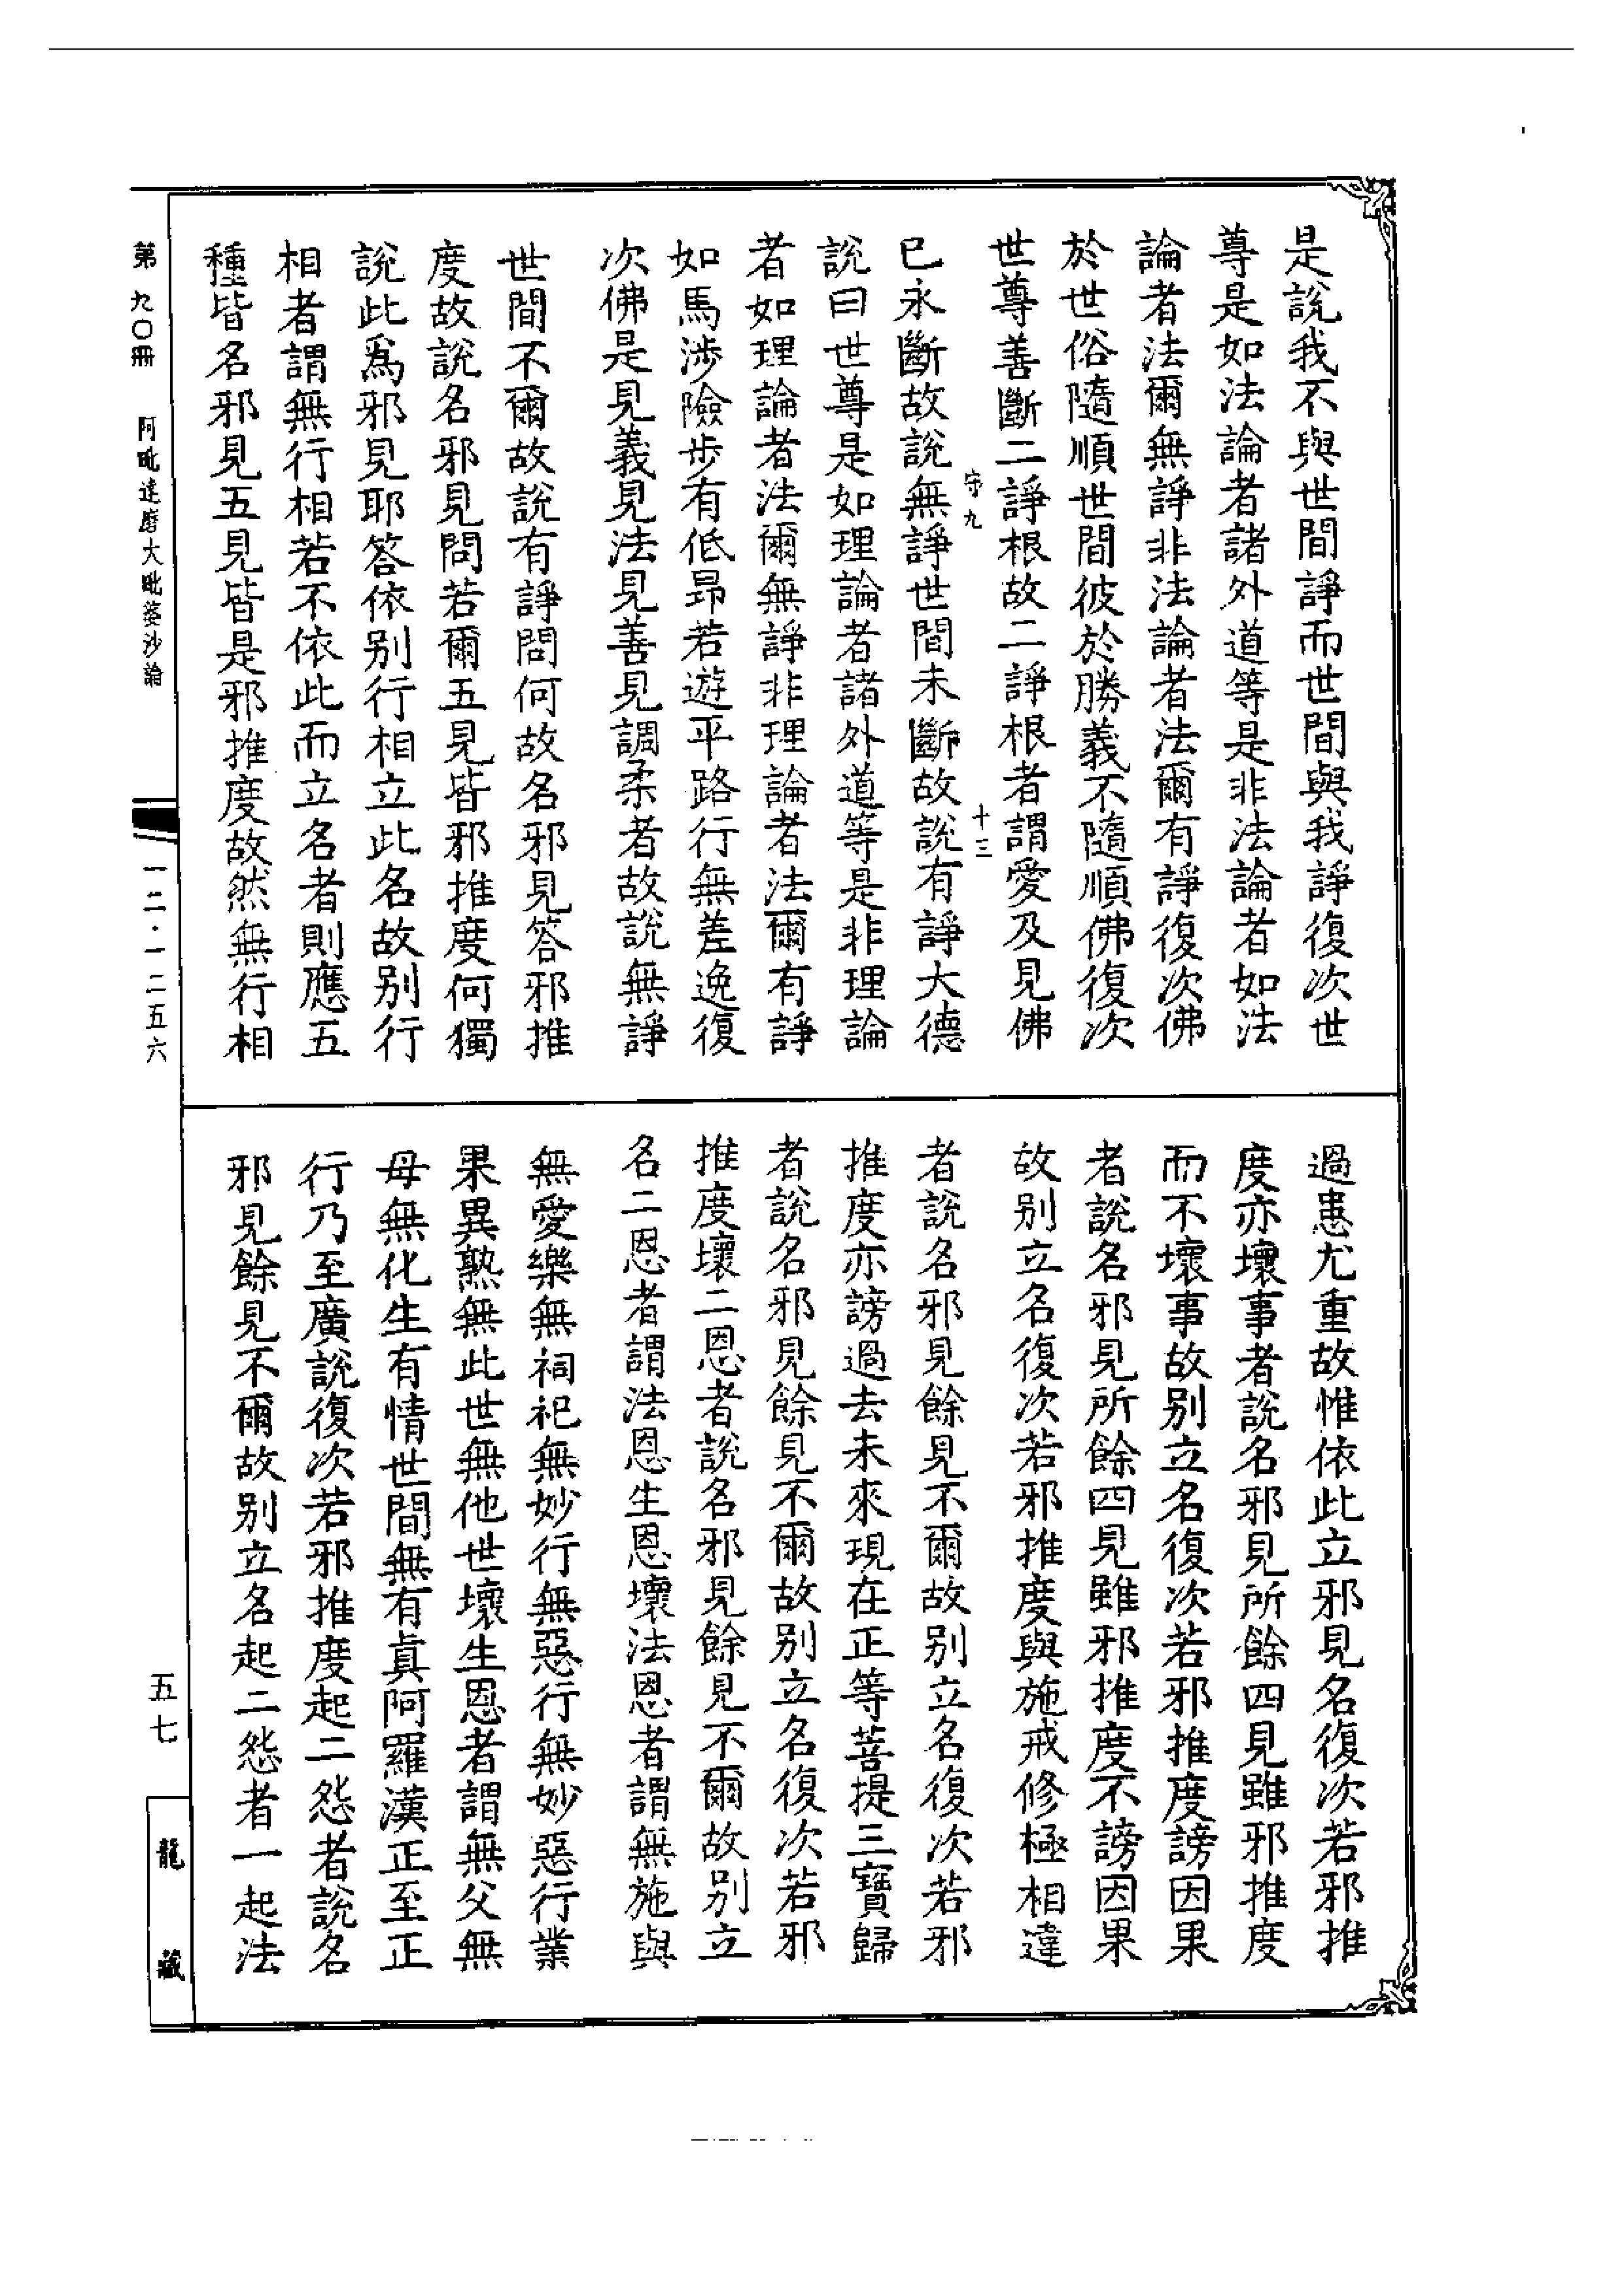 是說我不與世間諍而世間與我諍復次世
尊是如法論者諸外道等是非法論者如法
論者法爾無諍非法論者法爾有諍復次佛
於世俗隨順世間彼於勝義不隨順佛復次
世尊善斷二諍根故二諍根者謂愛及見佛
守九
十三
已永斷故說無諍世間未斷故說有諍大德
說曰世尊是如理論者諸外道等是非理論
者如理論者法爾無諍非理論者法爾有諍
如馬涉險步有低昂若遊平路行無差逸復
次佛是見義見法見善見調柔者故說無諍
世間不爾故說有諍問何故名邪見答邪推
度故說名邪見問若爾五見皆邪推度何獨
說此爲邪見耶答依別行相立此名故別行
相者謂無行相若不依此而立名者則應五
種皆名邪見五見皆是邪推度故然無行相
過患尤重故惟依此立邪見名復次若邪推
度亦壞事者說名邪見所餘四見雖邪推度
而不壞事故別立名復次若邪推度謗因果
者說名邪見所餘四見雖邪推度不謗因果
故別立名復次若邪推度與施戒修極相違
者說名邪見餘見不爾故別立名復次若邪
推度亦謗過去未來現在正等菩提三寶歸
者說名邪見餘見不爾故別立名復次若邪
推度壞二恩者說名邪見餘見不爾故別立
名二恩者謂法恩生恩壞法恩者謂無施與
無愛樂無祠祀無妙行無惡行無妙惡行業
果異熟無此世無他世壞生恩者謂無父無
母無化生有情世間無有真阿羅漢正至正
行乃至廣說復次若邪推度起二怨者說名
邪見餘見不爾故別立名起二怨者一起法
第九〇冊 阿毗達磨大毗婆沙論
一二·一二五六
五七
龍藏